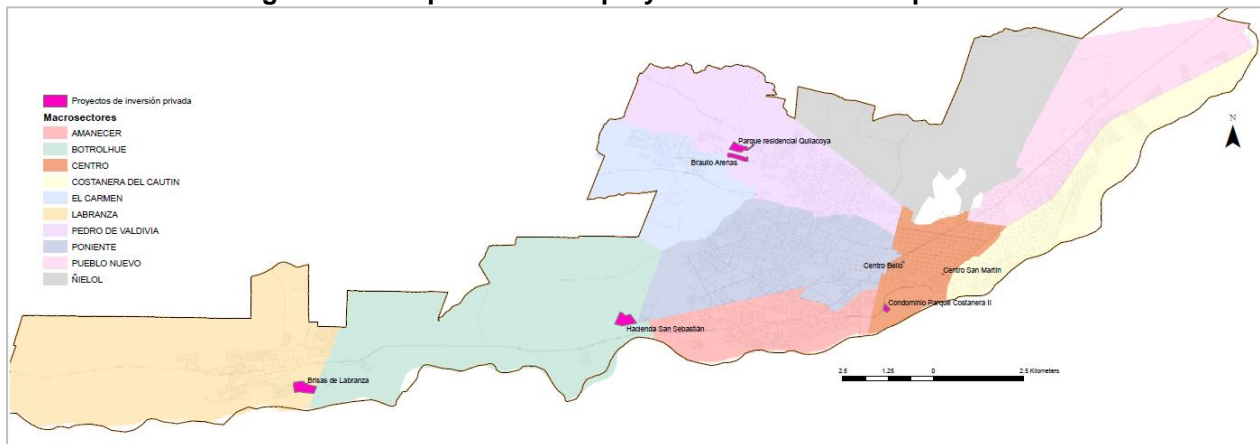 Proyectos de inversión privada
Macrosectores
AMANECER
BOTROLHUE
CENTRO
COSTANERA DEL CAUTIN
EL CARMEN
LABRANZA
PEDRO DE VALDIVIA
PONIENTE
PUEBLO NUEVO
ÑIELOL
Parque residencial Quilacoya
Braulio Arenas
N
Centro Bello
Centro San Martín
Condominio Parque Costanera II
Hacienda San Sebastián
Brisas de Labranza
2.5 1.25 0 2.5 Kilometers